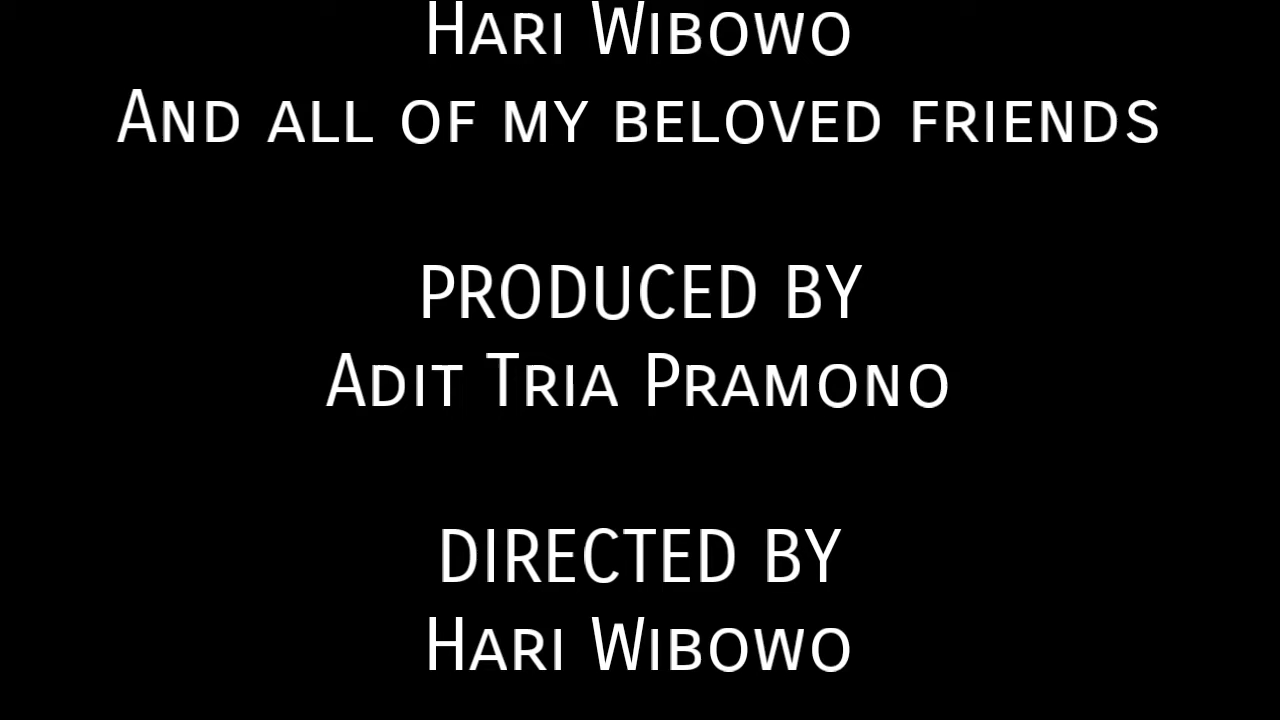 Hari Wibowo
And all of my beloved friends
PRODUCED BY
Adit Tria Pramono
DIRECTED BY
Hari Wibowo